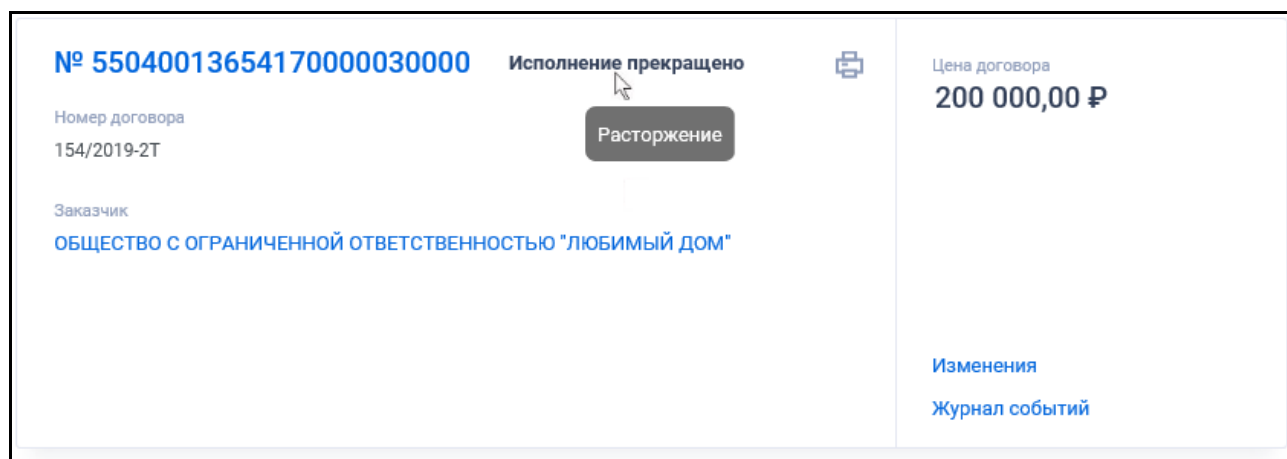 № 55040013654170000030000 Исполнение прекращено
Номер договора
154/2019-2Т
Расторжение
Заказчик
ОБЩЕСТВО С ОГРАНИЧЕННОЙ ОТВЕТСТВЕННОСТЬЮ "ЛЮБИМЫЙ ДОМ"
Цена договора
200 000,00 ₽
Изменения
Журнал событий